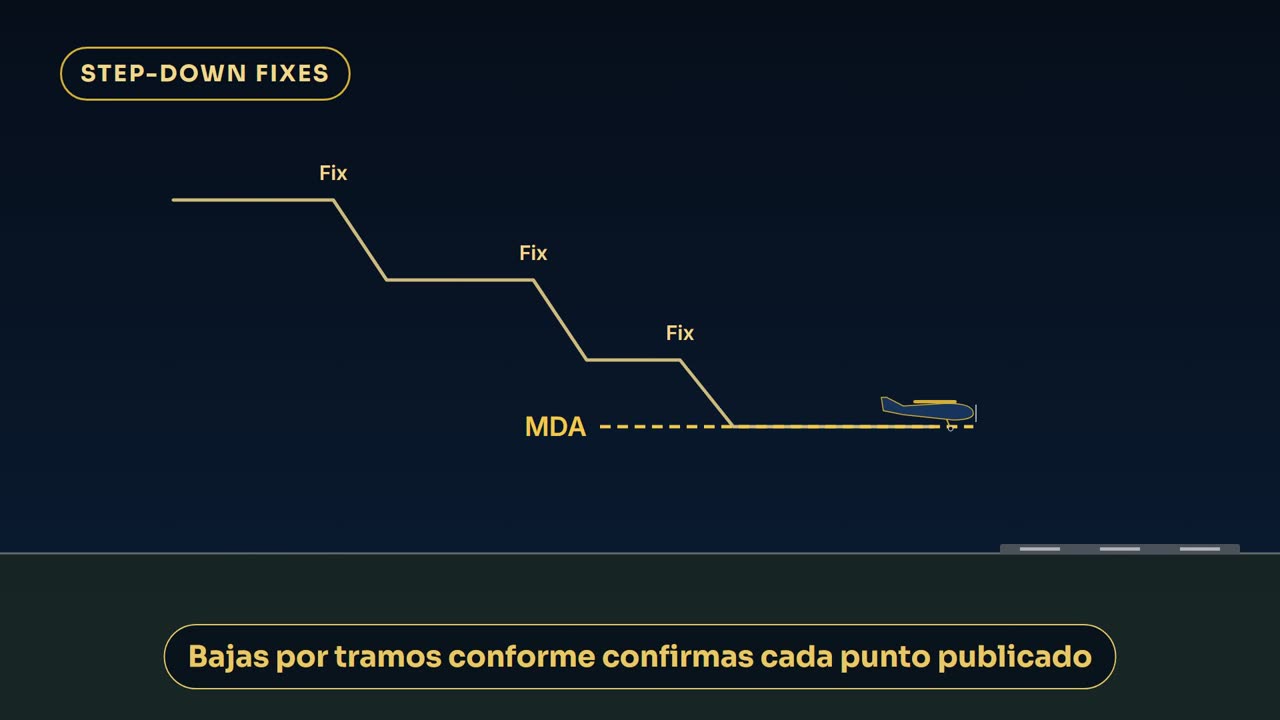 STEP-DOWN FIXES
Fix
Fix
Fix
MDA
Bajas por tramos conforme confirmas cada punto publicado